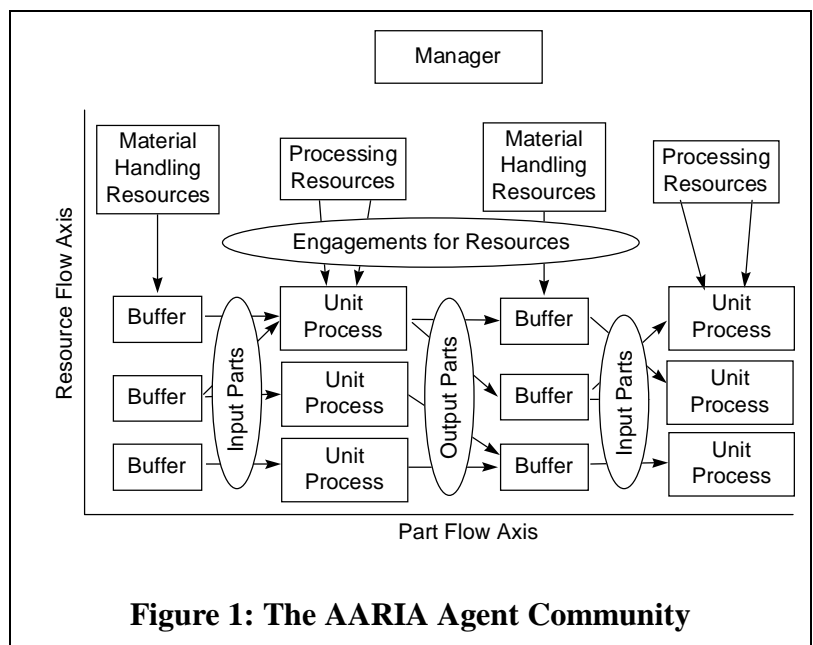 Manager
Material
Handling
Resources
Processing
Resources
Material
Handling
Resources
Processing
Resources
Engagements for Resources
Resource Flow Axis
Buffer
Unit
Process
Buffer
Unit
Process
Buffer
Unit
Process
Buffer
Unit
Process
Buffer
Unit
Process
Buffer
Unit
Process
Input Parts
Output Parts
Input Parts
Part Flow Axis
Figure 1: The AARIA Agent Community